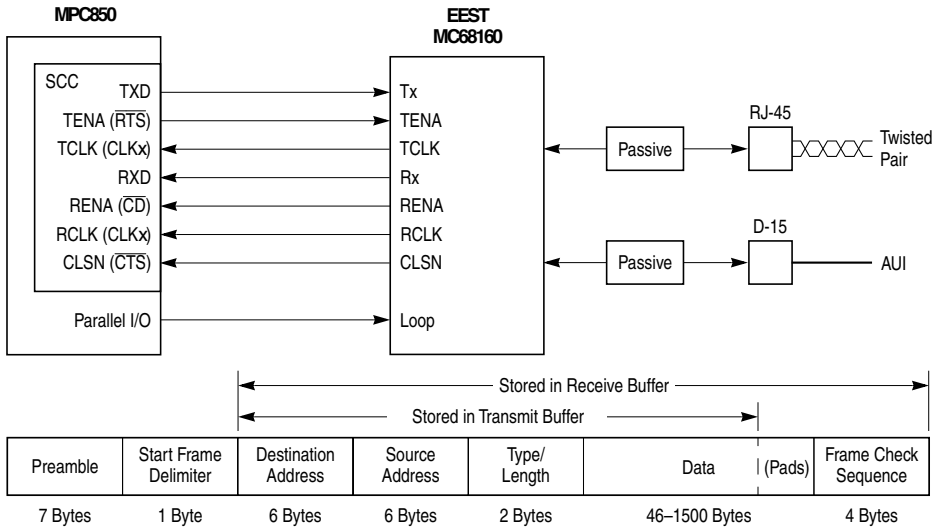 MPC850
EEST
MC68160
SCC
TXD
TENA (RTS)
TCLK (CLKx)
RXD
RENA (CD)
RCLK (CLKx)
CLSN (CTS)
Parallel I/O
Tx
TENA
TCLK
Rx
RENA
RCLK
CLSN
Loop
Passive
RJ-45
Twisted
Pair
Passive
D-15
AUI
Stored in Receive Buffer
Stored in Transmit Buffer
Preamble
Start Frame
Delimiter
Destination
Address
Source
Address
Type/
Length
Data
(Pads)
Frame Check
Sequence
7 Bytes
1 Byte
6 Bytes
6 Bytes
2 Bytes
46–1500 Bytes
4 Bytes